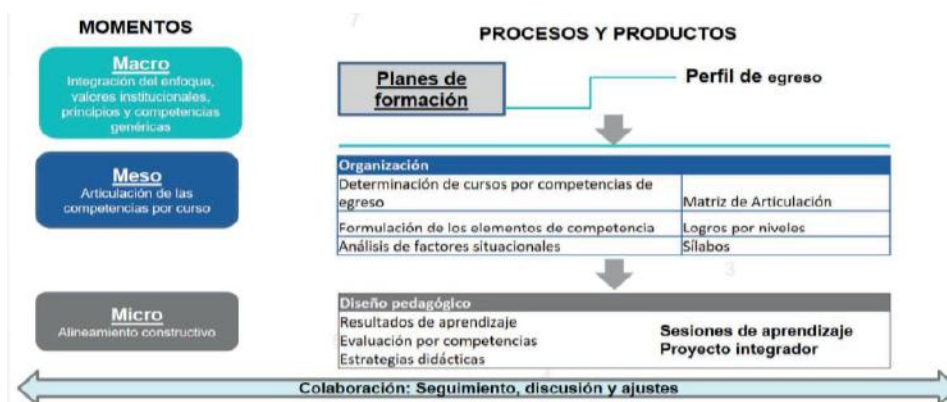 MOMENTOS
PROCESOS Y PRODUCTOS
Macro
Integración del enfoque,
valores institucionales,
principios y competencias
genéricas
Planes de
formación
Perfil de egreso
Meso
Articulación de las
competencias por curso
Organización
Determinación de cursos por competencias de
egreso
Matriz de Articulación
Formulación de los elementos de competencia
Logros por niveles
Análisis de factores situacionales
Sílabos
Micro
Alineamiento constructivo
Diseño pedagógico
Resultados de aprendizaje
Evaluación por competencias
Estrategias didácticas
Sesiones de aprendizaje
Proyecto integrador
Colaboración: Seguimiento, discusión y ajustes